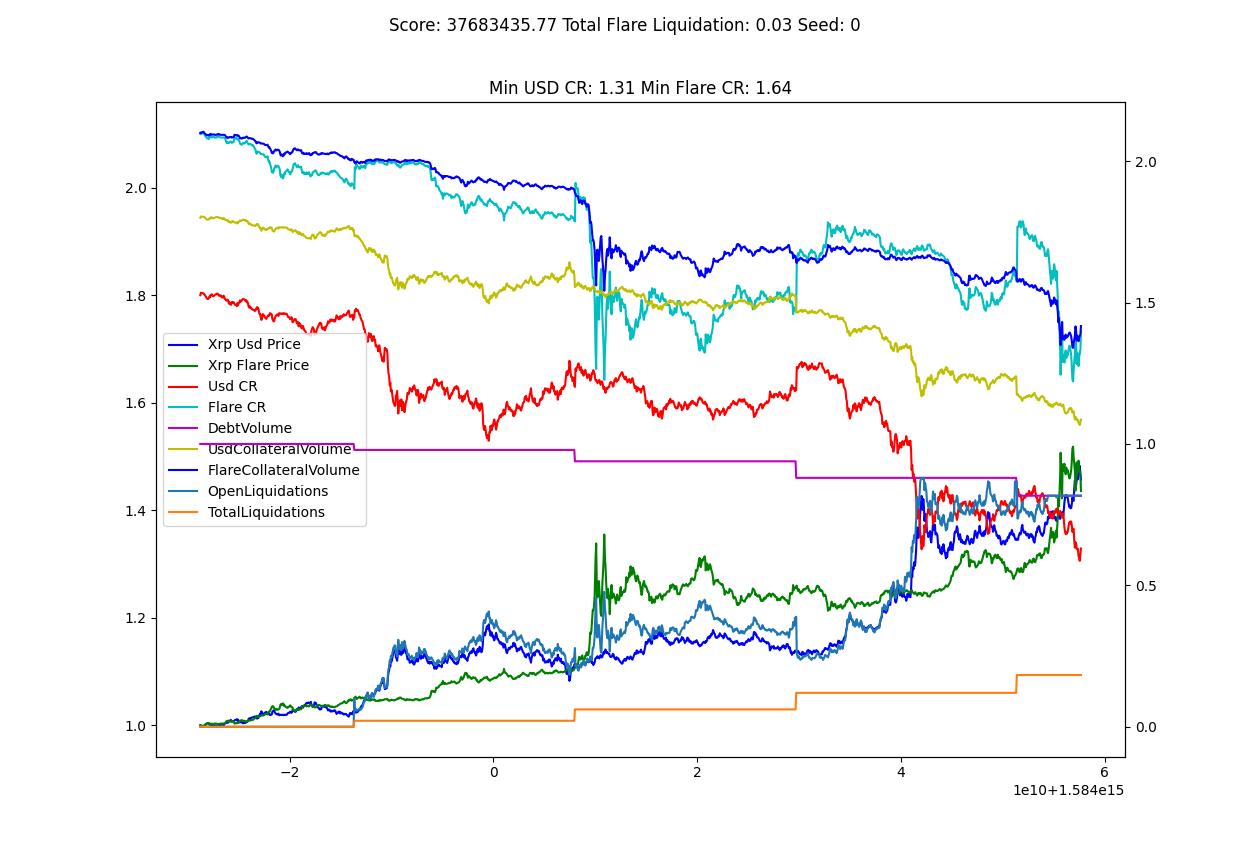 Score: 37683435.77 Total Flare Liquidation: 0.03 Seed: 0
Min USD CR: 1.31 Min Flare CR: 1.64
2.0
1.8
1.6
1.4
1.2
1.0
Xrp Usd Price
Xrp Flare Price
Usd CR
Flare CR
DebtVolume
UsdCollateralVolume
FlareCollateralVolume
OpenLiquidations
TotalLiquidations
2.0
1.5
1.0
0.5
0.0
−2 0 2 4 6
1e10+1.584e15